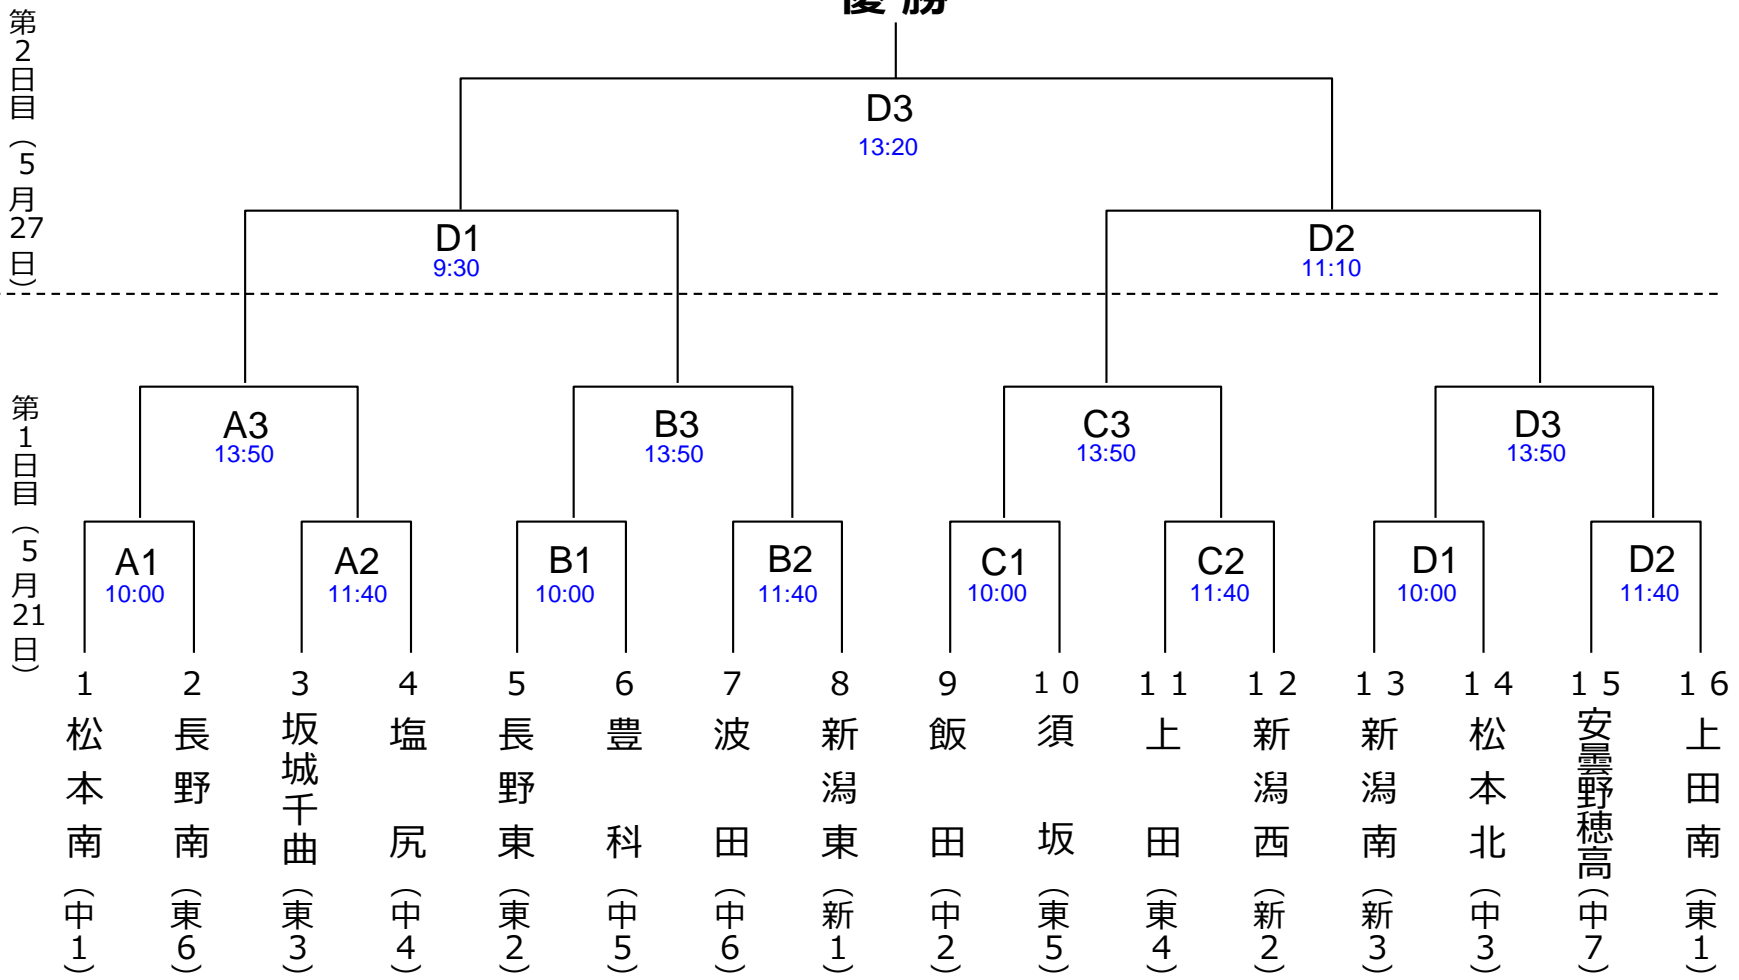 優 勝
第2日目（5月27日）
D3
13:20
D1
9:30
D2
11:10
第1日目（5月21日）
A3
13:50
B3
13:50
C3
13:50
D3
13:50
A1
10:00
A2
11:40
B1
10:00
B2
11:40
C1
10:00
C2
11:40
D1
10:00
D2
11:40
1 松本南（中1）
2 長野南（東6）
3 坂城千曲（東3）
4 塩尻（中4）
5 長野東（東2）
6 豊科（中5）
7 波田（中6）
8 新潟東（新1）
9 飯田（中2）
10 須坂（東5）
11 上田（東4）
12 新潟西（新2）
13 新潟南（新3）
14 松本北（中3）
15 安曇野穂高（中7）
16 上田南（東1）